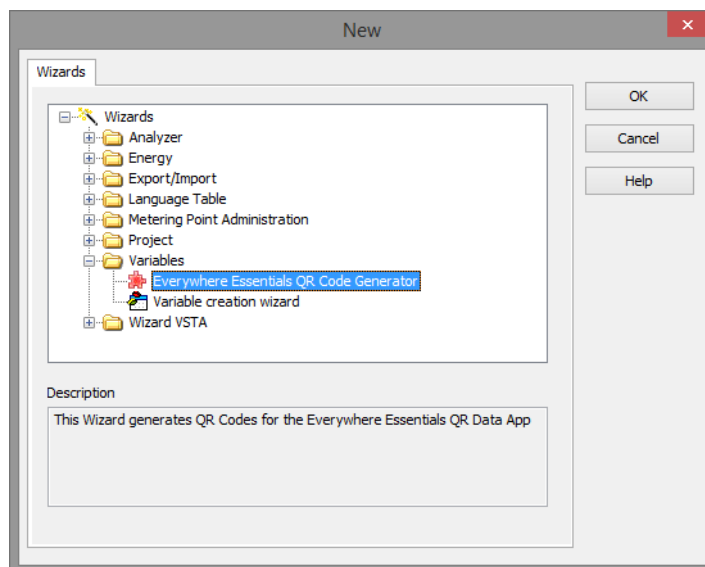 New
Wizards
OK
Cancel
Help
Wizards
Analyzer
Energy
Export/Import
Language Table
Metering Point Administration
Project
Variables
Everywhere Essentials QR Code Generator
Variable creation wizard
Wizard VSTA
Description
This Wizard generates QR Codes for the Everywhere Essentials QR Data App